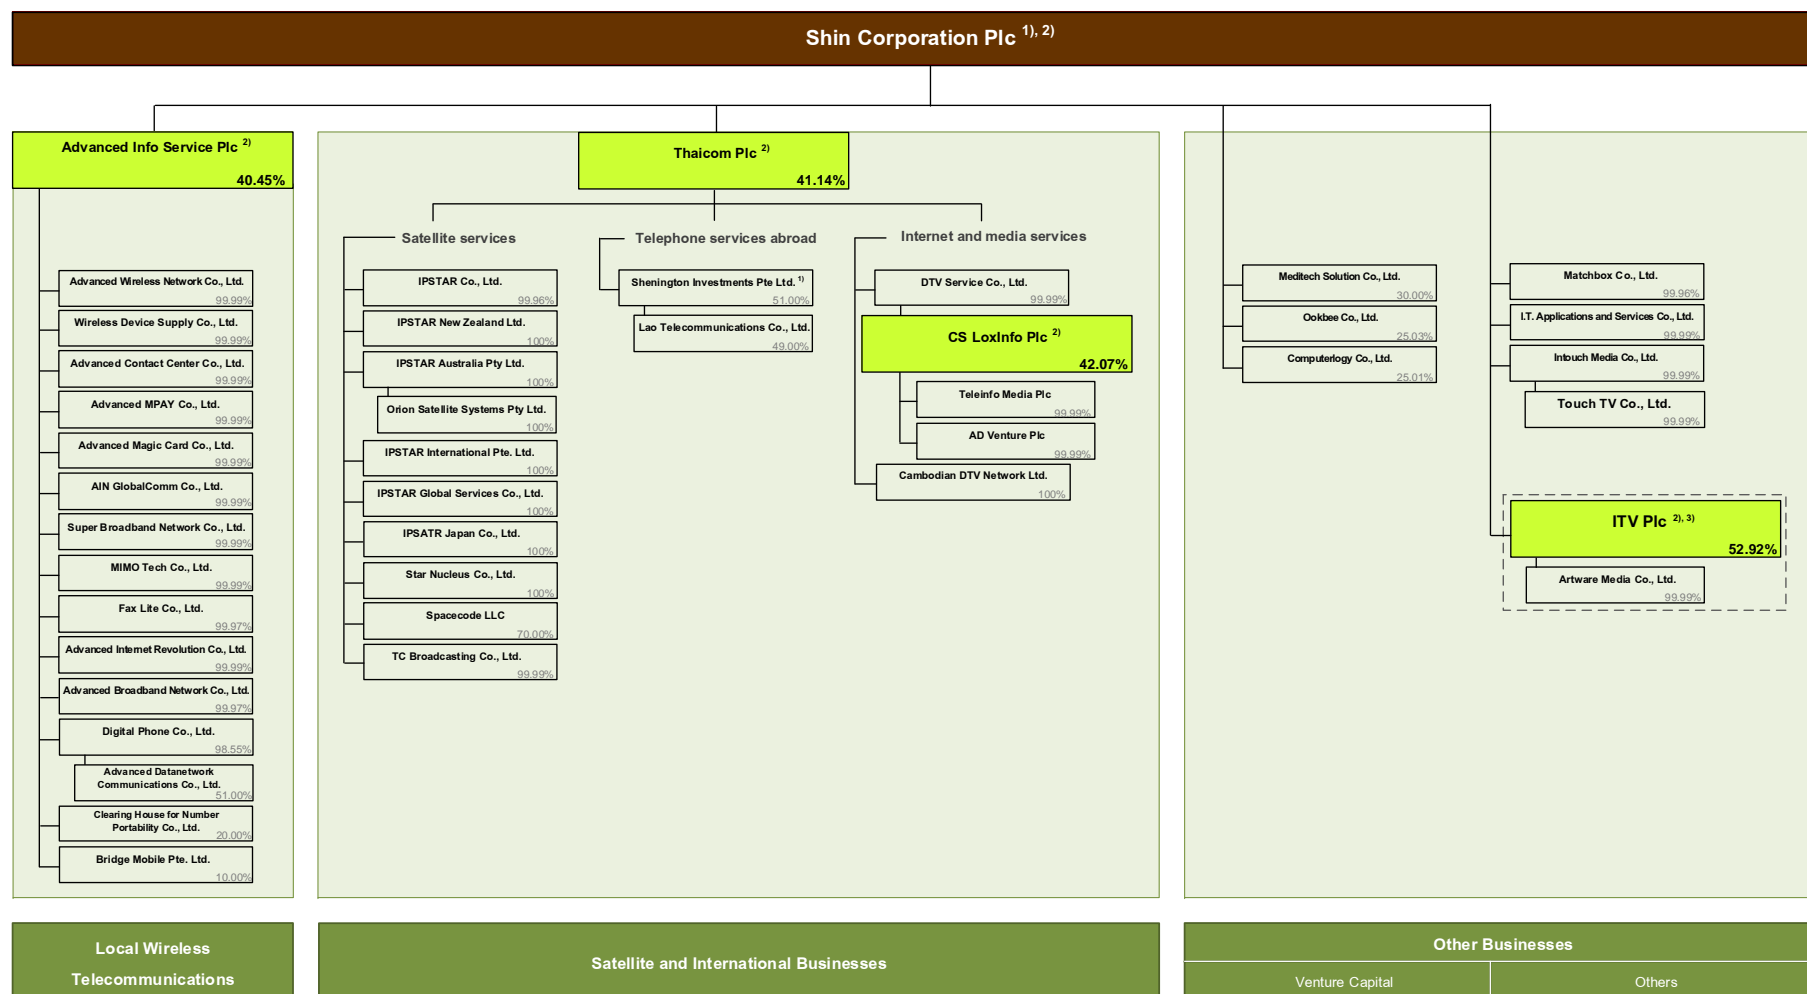 Shin Corporation Plc 1), 2)
Advanced Info Service Plc 2)
40.45%
Advanced Wireless Network Co., Ltd.
99.99%
Wireless Device Supply Co., Ltd.
99.99%
Advanced Contact Center Co., Ltd.
99.99%
Advanced MPAY Co., Ltd.
99.99%
Advanced Magic Card Co., Ltd.
99.99%
AIN GlobalComm Co., Ltd.
99.99%
Super Broadband Network Co., Ltd.
99.99%
MIMO Tech Co., Ltd.
99.99%
Fax Lite Co., Ltd.
99.97%
Advanced Internet Revolution Co., Ltd.
99.99%
Advanced Broadband Network Co., Ltd.
99.97%
Digital Phone Co., Ltd.
98.55%
Advanced Datanetwork
Communications Co., Ltd.
51.00%
Clearing House for Number
Portability Co., Ltd.
20.00%
Bridge Mobile Pte. Ltd.
10.00%
Thaicom Plc 2)
41.14%
Satellite services
IPSTAR Co., Ltd.
99.96%
IPSTAR New Zealand Ltd.
100%
IPSTAR Australia Pty Ltd.
100%
Orion Satellite Systems Pty Ltd.
100%
IPSTAR International Pte. Ltd.
100%
IPSTAR Global Services Co., Ltd.
100%
IPSATR Japan Co., Ltd.
100%
Star Nucleus Co., Ltd.
100%
Spacecode LLC
70.00%
TC Broadcasting Co., Ltd.
99.99%
Telephone services abroad
Shenington Investments Pte Ltd. 1)
51.00%
Lao Telecommunications Co., Ltd.
49.00%
Internet and media services
DTV Service Co., Ltd.
99.99%
CS LoxInfo Plc 2)
42.07%
Teleinfo Media Plc
99.99%
AD Venture Plc
99.99%
Cambodian DTV Network Ltd.
100%
Meditech Solution Co., Ltd.
30.00%
Ookbee Co., Ltd.
25.03%
Computerlogy Co., Ltd.
25.01%
Matchbox Co., Ltd.
99.96%
I.T. Applications and Services Co., Ltd.
99.99%
Intouch Media Co., Ltd.
99.99%
Touch TV Co., Ltd.
99.99%
ITV Plc 2), 3)
52.92%
Artware Media Co., Ltd.
99.99%
Local Wireless
Telecommunications
Satellite and International Businesses
Other Businesses
Venture Capital
Others